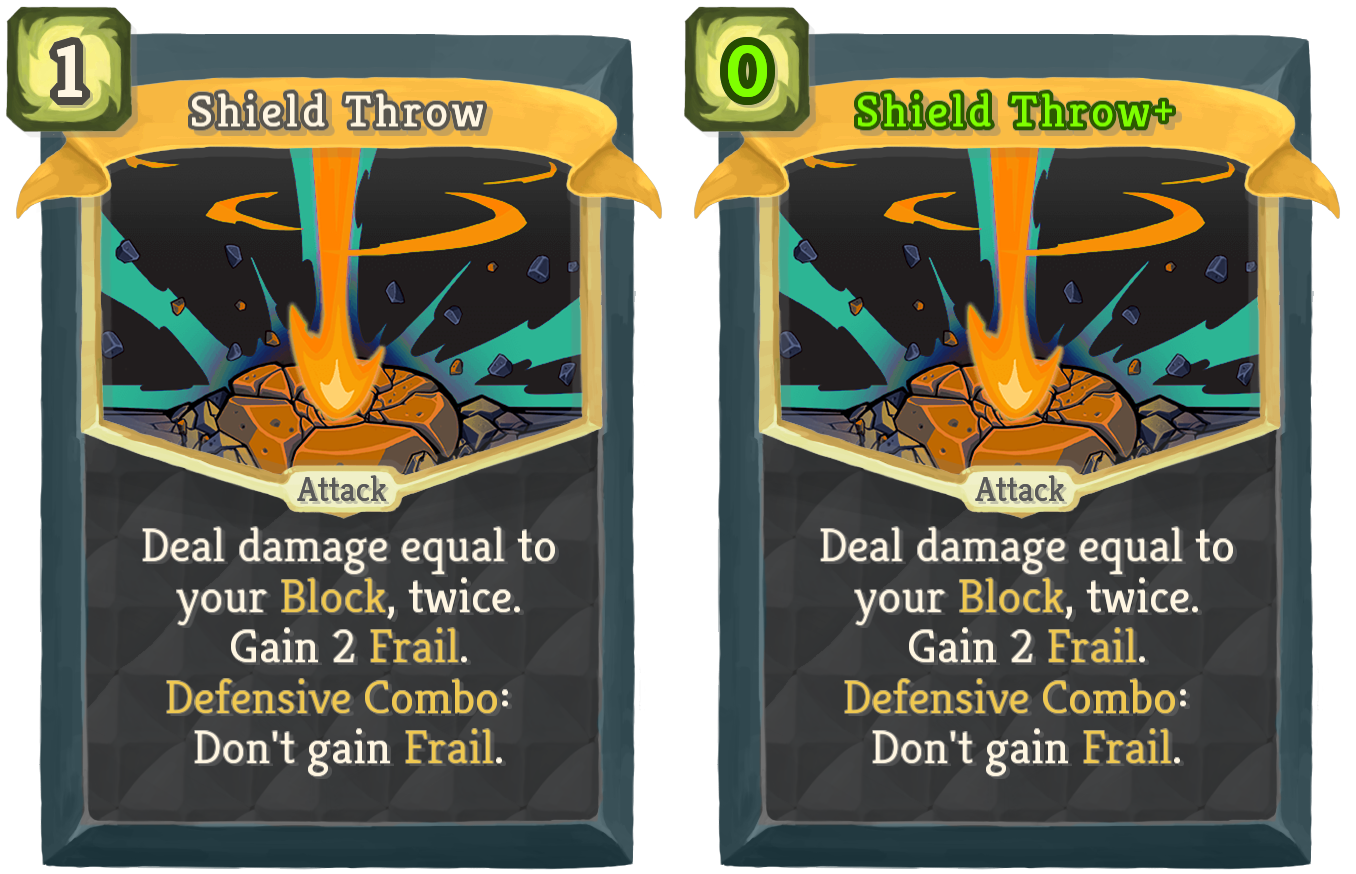 1
Shield Throw
Attack
Deal damage equal to
your Block, twice.
Gain 2 Frail.
Defensive Combo:
Don't gain Frail.
0
Shield Throw+
Attack
Deal damage equal to
your Block, twice.
Gain 2 Frail.
Defensive Combo:
Don't gain Frail.